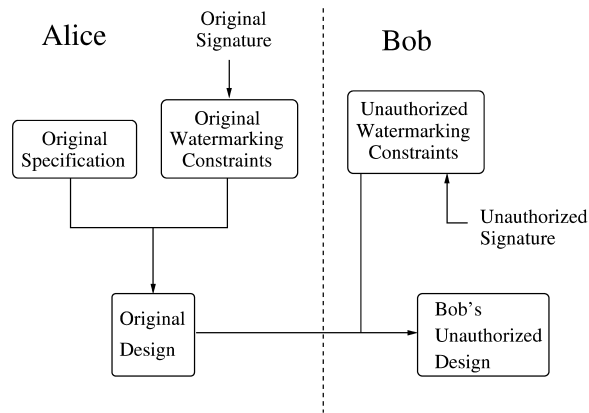 Alice
Original
Signature
Original
Specification
Original
Watermarking
Constraints
Original
Design
Bob
Unauthorized
Watermarking
Constraints
Unauthorized
Signature
Bob's
Unauthorized
Design